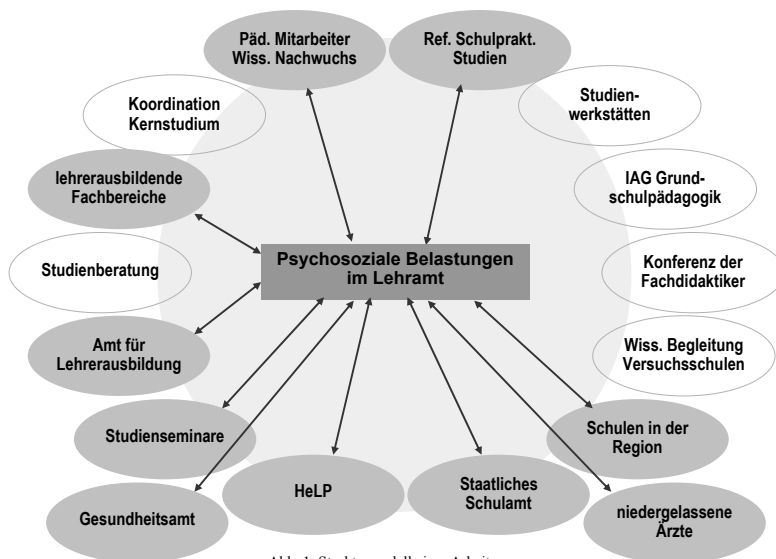 Päd. Mitarbeiter
Wiss. Nachwuchs
Ref. Schulprakt.
Studien
Koordination
Kernstudium
Studien-
werkstätten
lehrerausbildende
Fachbereiche
IAG Grund-
schulpädagogik
Psychosoziale Belastungen
im Lehramt
Studienberatung
Konferenz der
Fachdidaktiker
Amt für
Lehrerausbildung
Wiss. Begleitung
Versuchsschulen
Studienseminare
Schulen in der
Region
HeLP
Staatliches
Schulamt
Gesundheitsamt
niedergelassene
Ärzte